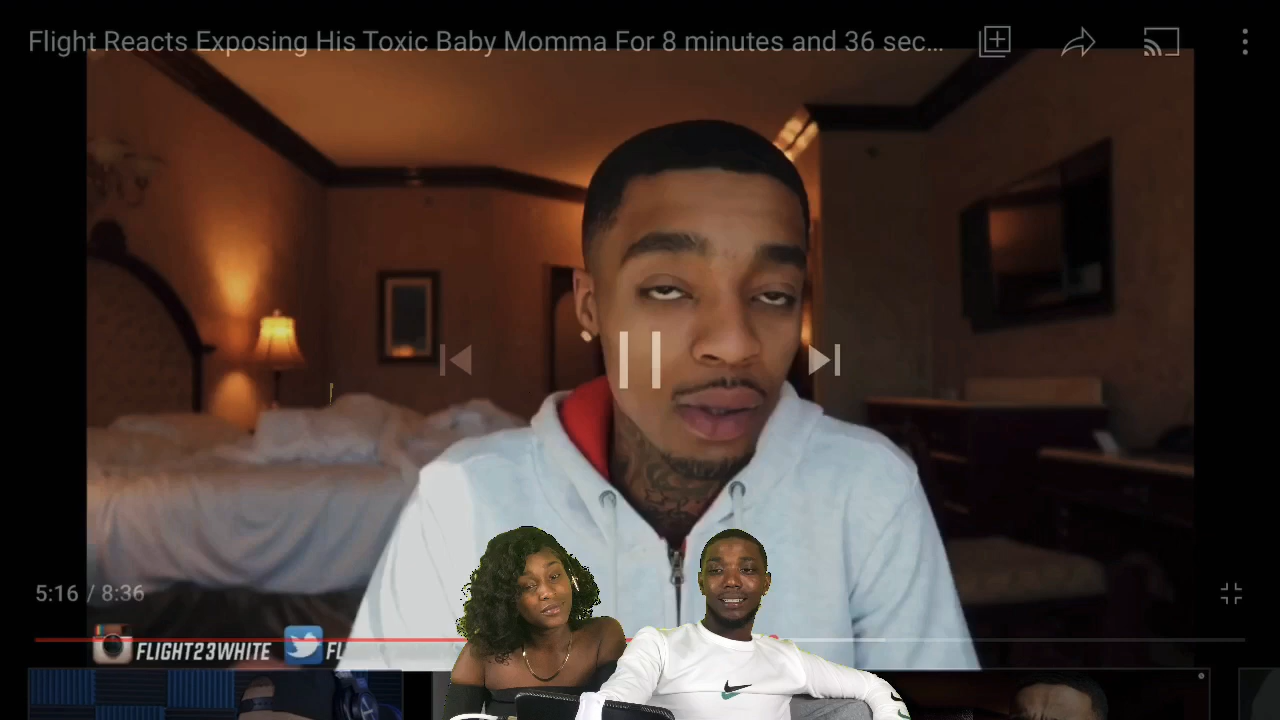 Flight Reacts Exposing His Toxic Baby Momma For 8 minutes and 36 sec...
5:16 / 8:36
FLIGHT23WHITE
FL